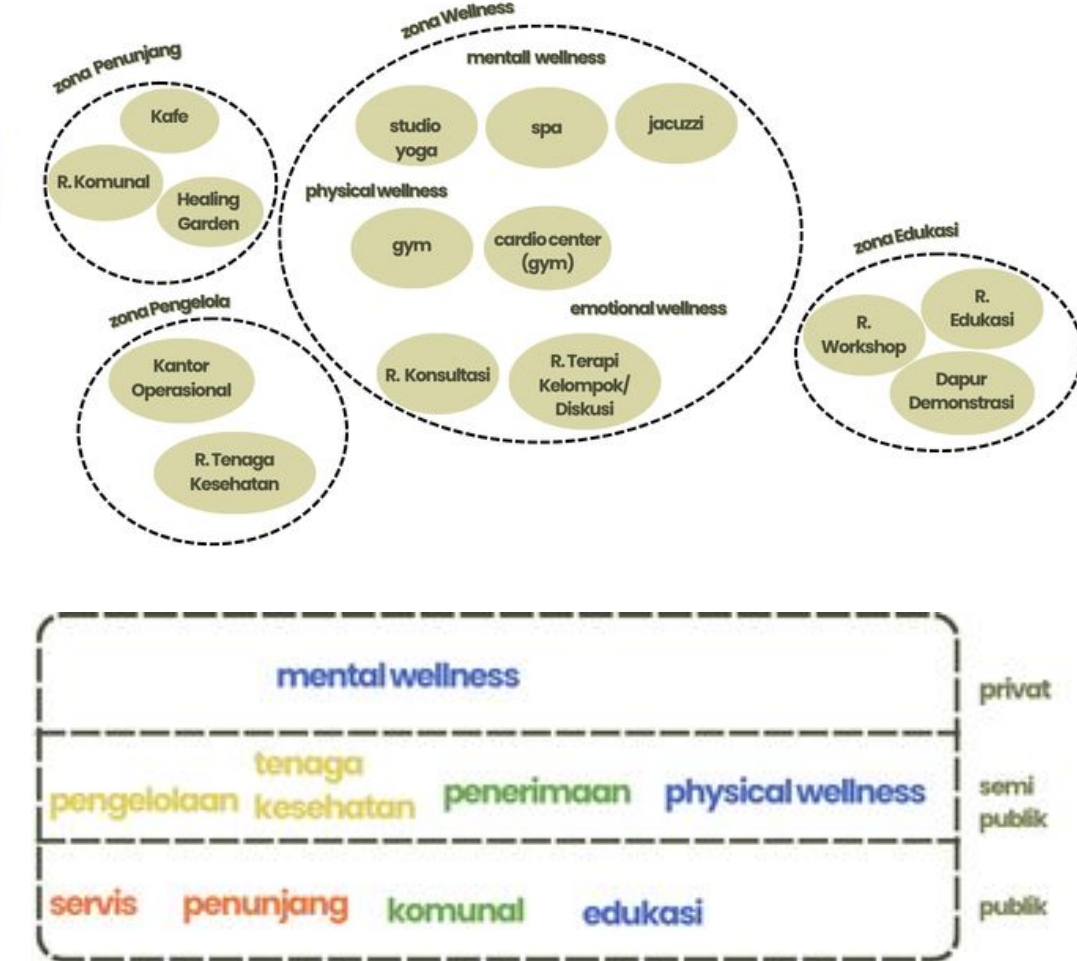 zona Wellness
mentall wellness
studio
yoga
spa
jacuzzi
physical wellness
gym
cardio center
(gym)
emotional wellness
R. Konsultasi
R. Terapi
Kelompok/
Diskusi
zona Penunjang
Kafe
R. Komunal
Healing
Garden
zona Pengelola
Kantor
Operasional
R. Tenaga
Kesehatan
zona Edukasi
R.
Edukasi
R.
Workshop
Dapur
Demonstrasi
mental wellness
privat
pengelolaan
tenaga
kesehatan
penerimaan
physical wellness
semi
publik
servis
penunjang
komunal
edukasi
publik